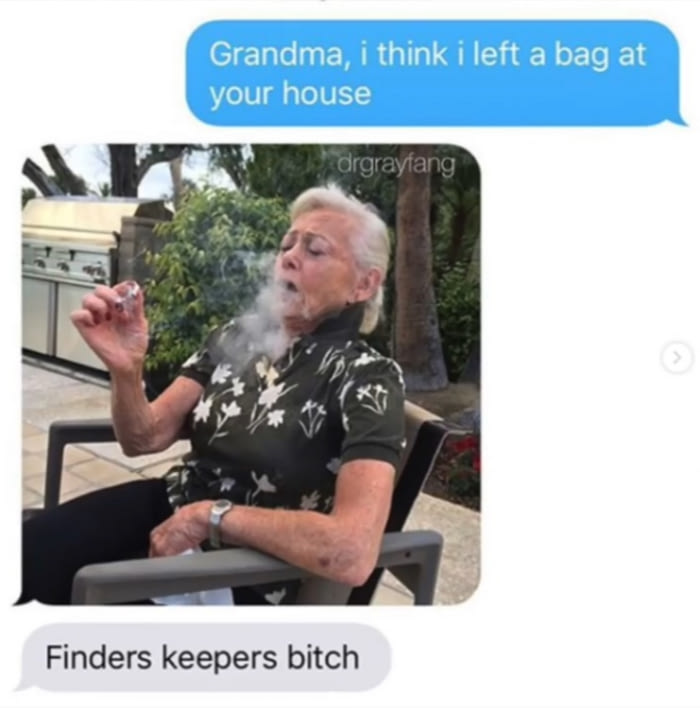 Grandma, i think i left a bag at
your house
drgrayfang
Finders keepers bitch